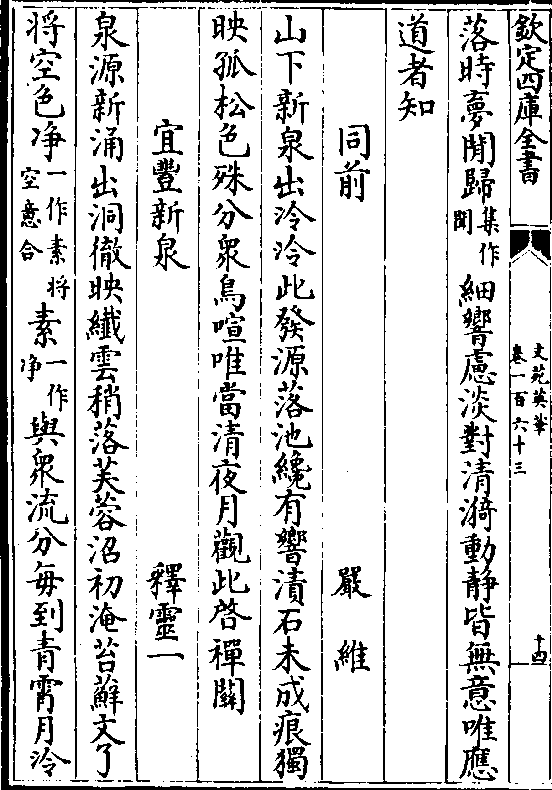 欽定四庫全書
文苑英華
卷一百六十三
十四
落時夢聞歸集作聞細響慮淡對清漪動静皆無意唯應
道者知
同前 嚴維
山下新泉出泠泠此發源落池纔有響漬石未成痕獨
映孤松色殊分衆鳥喧唯當清夜月觀此啓禪關
宜豐新泉 釋靈一
泉源新涌出洞徹映纖雲稍落芙蓉沼初淹苔蘚文了
将空色净一作素将空意合素一作净與衆流分每到青霄月泠